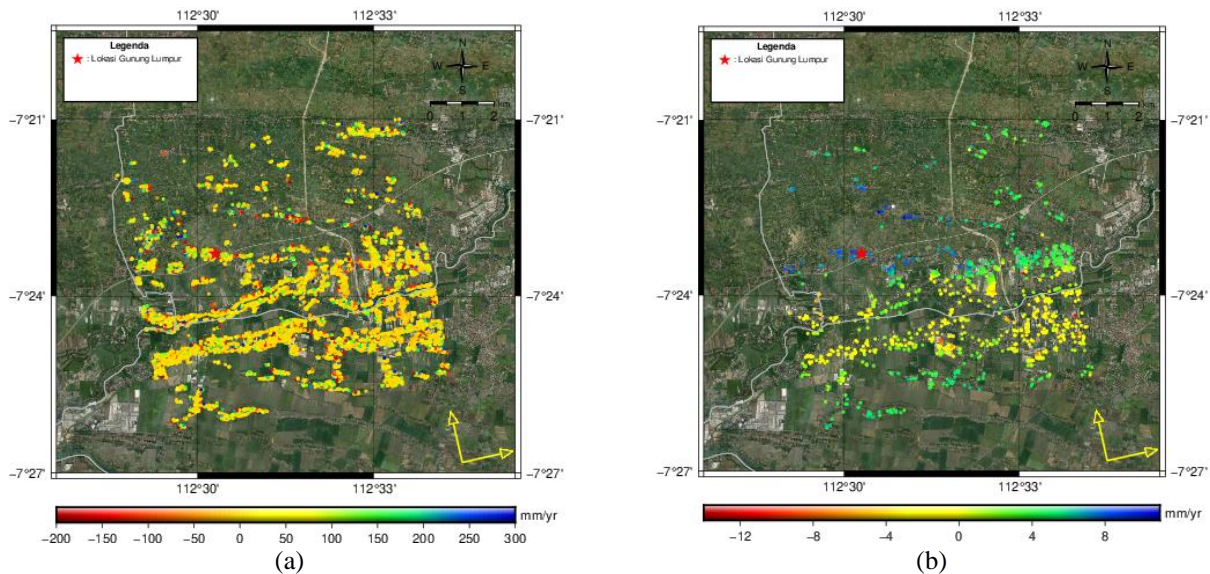 112°30'
112°33'
Legenda
: Lokasi Gunung Lumpur
N
W E
S
km
0 1 2
−7°21'
−7°24'
−7°27'
112°30'
112°33'
mm/yr
−200 −150 −100 −50 0 50 100 150 200 250 300
(a)
112°30'
112°33'
Legenda
: Lokasi Gunung Lumpur
N
W E
S
km
0 1 2
−7°21'
−7°24'
−7°27'
112°30'
112°33'
mm/yr
−12 −8 −4 0 4 8
(b)